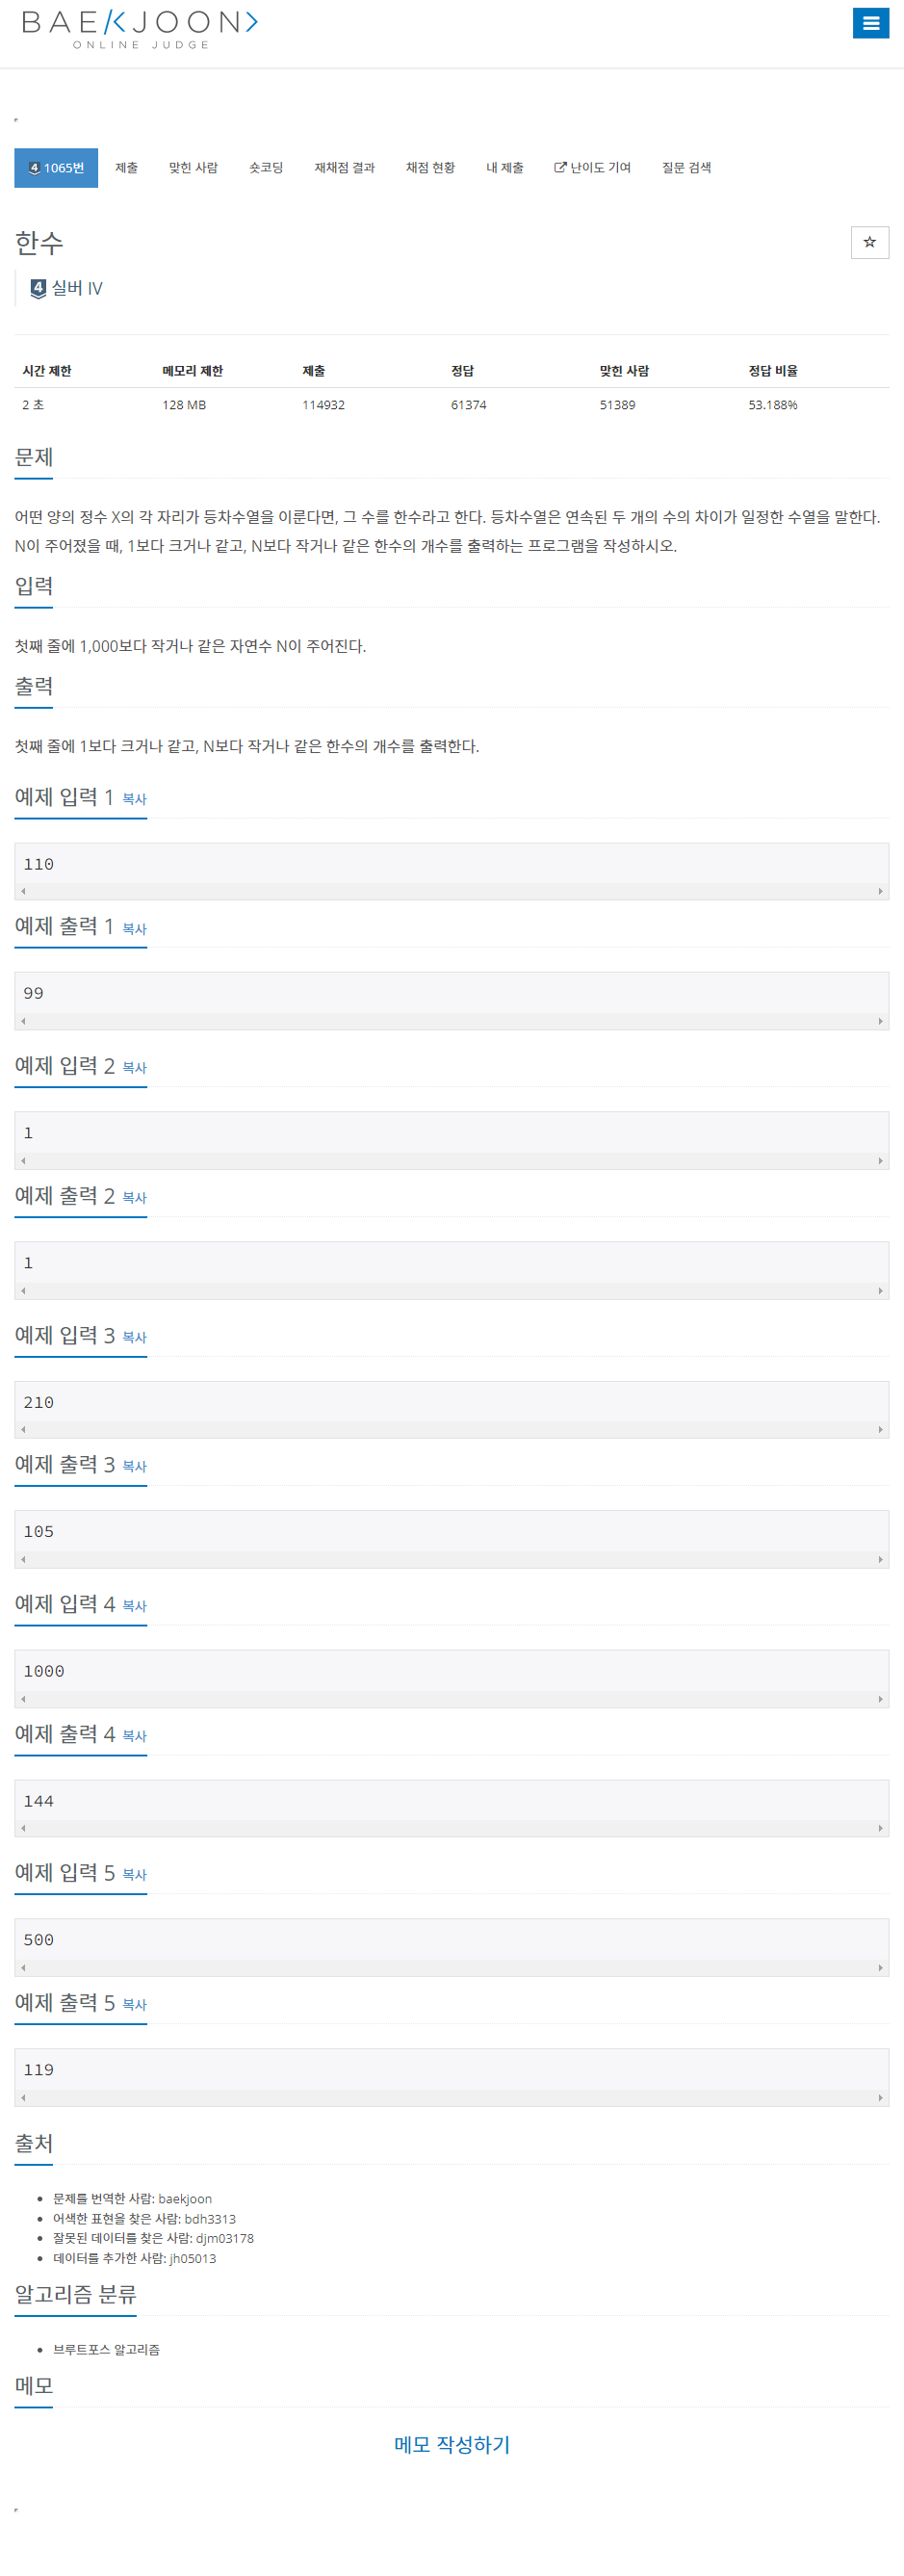 BAE/<JOON>
ONLINE JUDGE
4 1065번 제출 맞힌 사람 숏코딩 재채점 결과 채점 현황 내 제출 난이도 기여 질문 검색
한수
4 실버 IV
시간 제한 메모리 제한 제출 정답 맞힌 사람 정답 비율
2 초 128 MB 114932 61374 51389 53.188%
문제
어떤 양의 정수 X의 각 자리가 등차수열을 이룬다면, 그 수를 한수라고 한다. 등차수열은 연속된 두 개의 수의 차이가 일정한 수열을 말한다.
N이 주어졌을 때, 1보다 크거나 같고, N보다 작거나 같은 한수의 개수를 출력하는 프로그램을 작성하시오.
입력
첫째 줄에 1,000보다 작거나 같은 자연수 N이 주어진다.
출력
첫째 줄에 1보다 크거나 같고, N보다 작거나 같은 한수의 개수를 출력한다.
예제 입력 1 복사
110
예제 출력 1 복사
99
예제 입력 2 복사
1
예제 출력 2 복사
1
예제 입력 3 복사
210
예제 출력 3 복사
105
예제 입력 4 복사
1000
예제 출력 4 복사
144
예제 입력 5 복사
500
예제 출력 5 복사
119
출처
문제를 번역한 사람: baekjoon
어색한 표현을 찾은 사람: bdh3313
잘못된 데이터를 찾은 사람: djm03178
데이터를 추가한 사람: jh05013
알고리즘 분류
브루트포스 알고리즘
메모
메모 작성하기